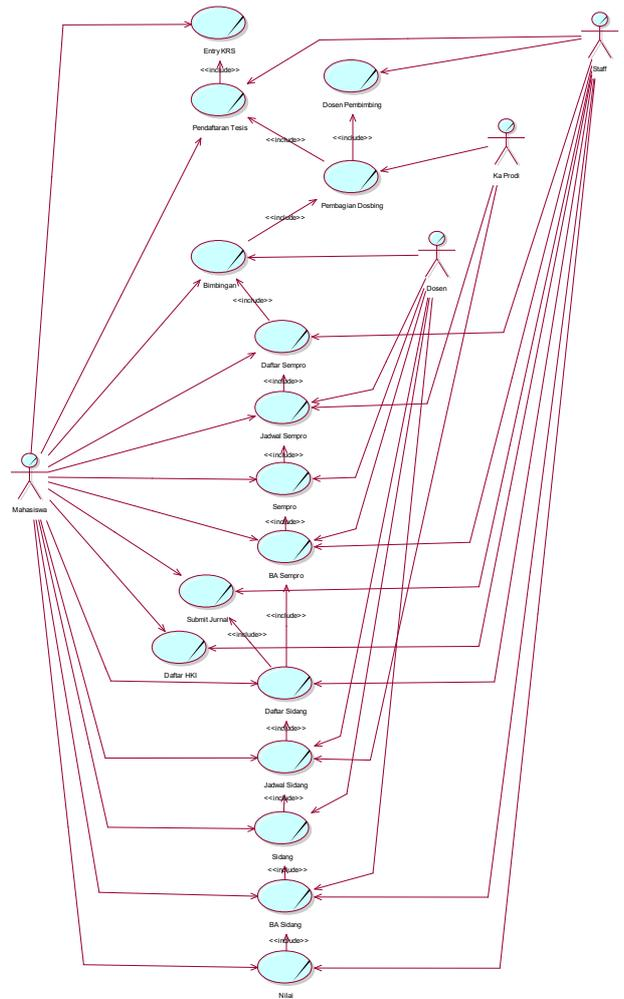 Entry KRS
<<include>>
Staff
Dosen Pembimbing
Pendaftaran Tesis
<<include>>
<<include>>
Ka Prodi
Pembagian Dosbing
<<include>>
Bimbingan
Dosen
<<include>>
Daftar Sempro
<<include>>
Jadwal Sempro
<<include>>
Sempro
Mahasiswa
<<include>>
BA Sempro
<<include>>
Submit Jurnal
<<include>>
Daftar HKI
Daftar Sidang
<<include>>
Jadwal Sidang
<<include>>
Sidang
<<include>>
BA Sidang
<<include>>
Nilai